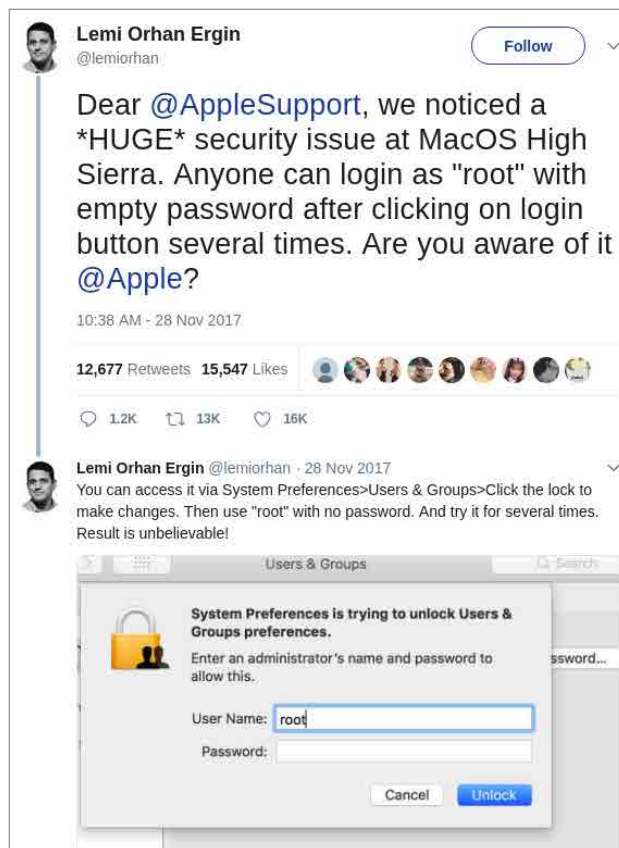 Lemi Orhan Ergin
@lemiorhan
Follow
Dear @AppleSupport, we noticed a
*HUGE* security issue at MacOS High
Sierra. Anyone can login as "root" with
empty password after clicking on login
button several times. Are you aware of it
@Apple?
10:38 AM - 28 Nov 2017
12,677 Retweets 15,547 Likes
1.2K 13K 16K
Lemi Orhan Ergin @lemiorhan · 28 Nov 2017
You can access it via System Preferences>Users & Groups>Click the lock to
make changes. Then use "root" with no password. And try it for several times.
Result is unbelievable!
Users & Groups
Search
System Preferences is trying to unlock Users &
Groups preferences.
Enter an administrator's name and password to
allow this.
ssword...
User Name: root
Password:
Cancel Unlock